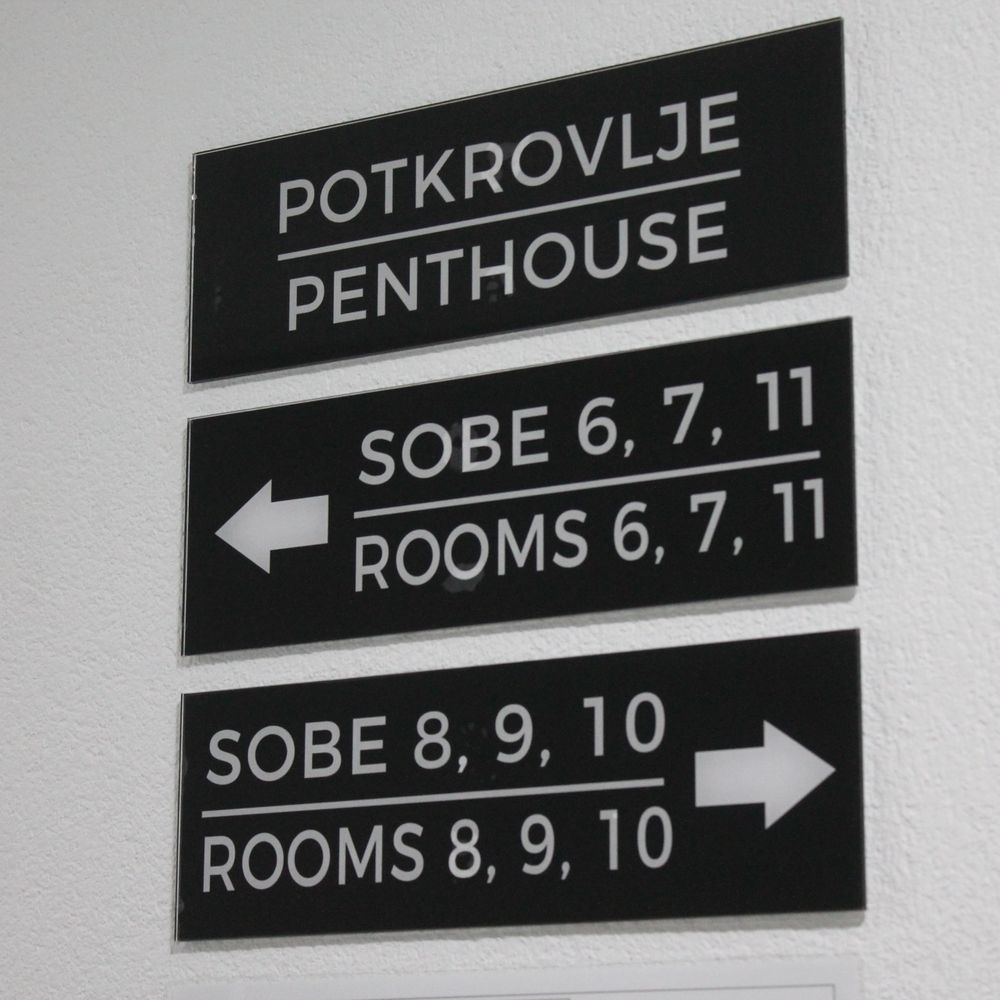 POTKROVLJE
PENTHOUSE
SOBE 6, 7, 11
ROOMS 6, 7, 11
SOBE 8, 9, 10
ROOMS 8, 9, 10